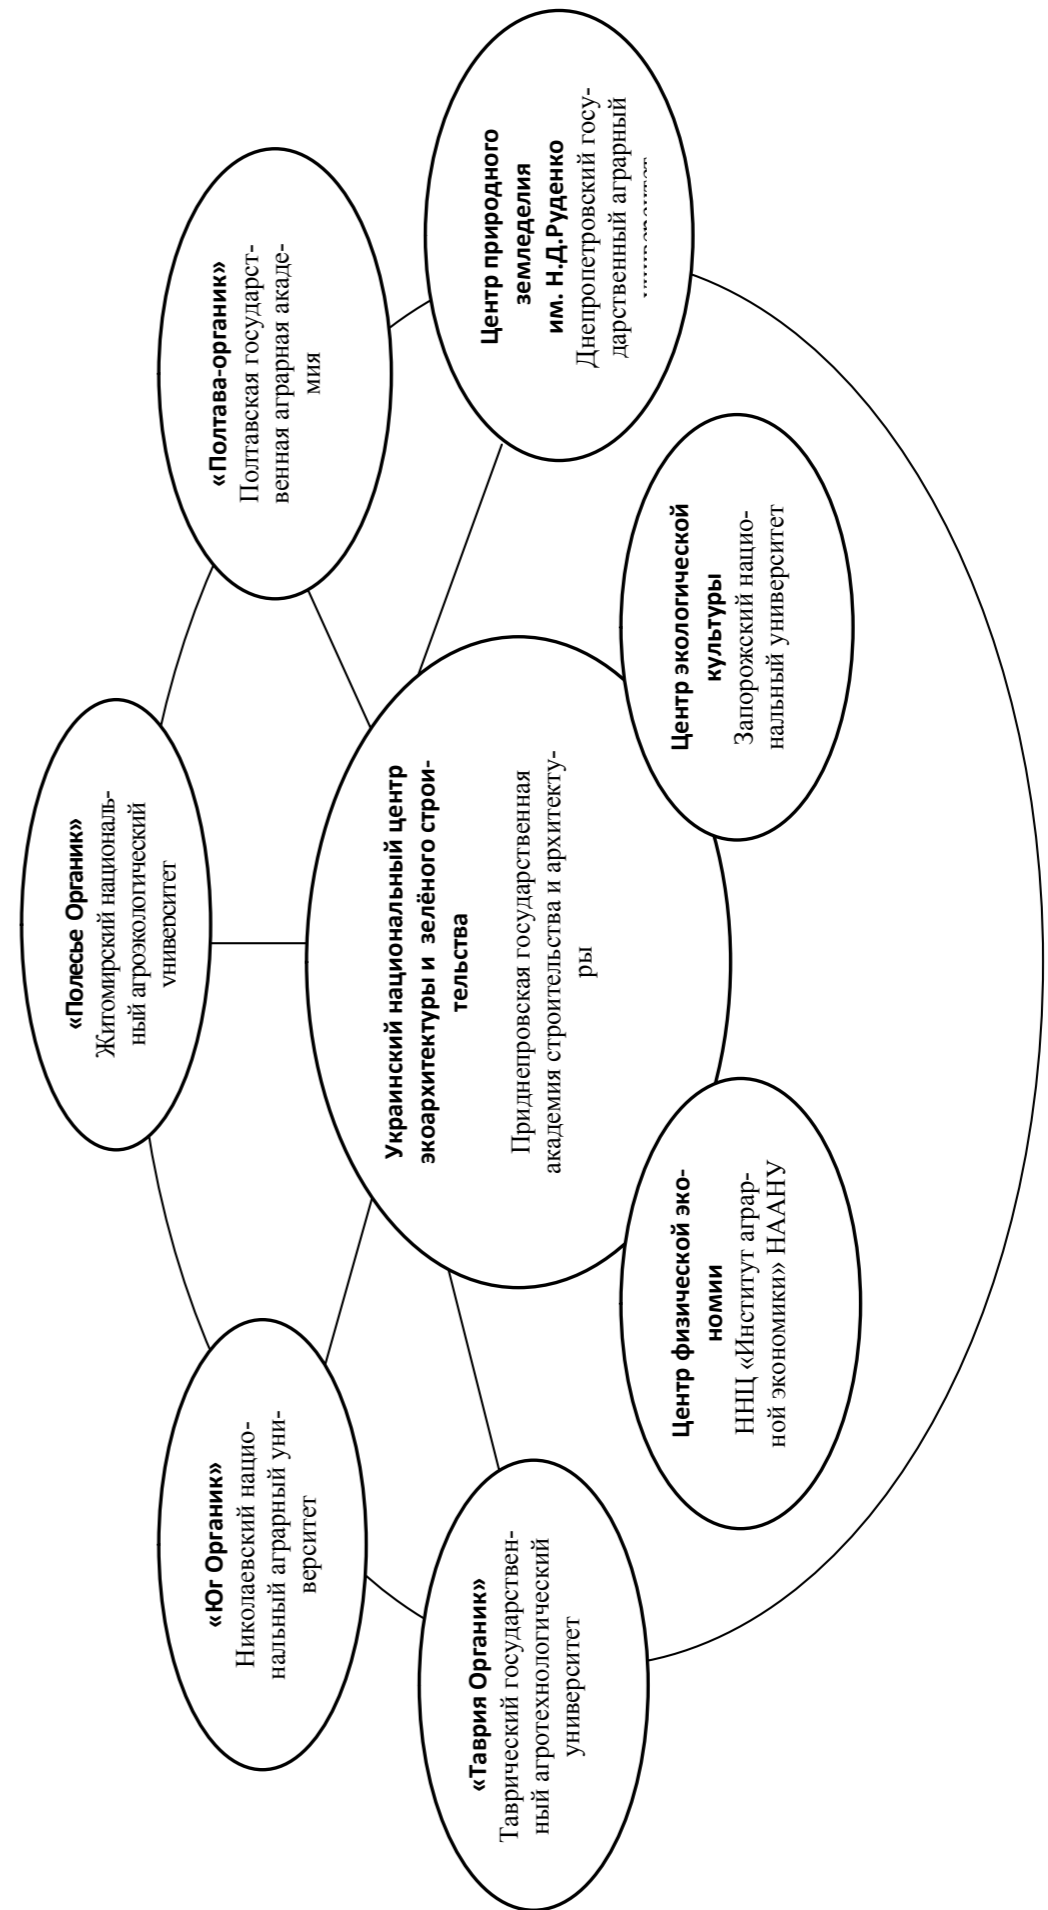 «Полесье Органик»
Житомирский националь-
ный агроэкологический
университет
«Юг Органик»
Николаевский нацио-
нальный аграрный уни-
верситет
«Полтава-органик»
Полтавская государст-
венная аграрная акаде-
мия
Украинский национальный центр
экоархитектуры и зелёного строи-
тельства
Приднепровская государственная
академия строительства и архитекту-
ры
«Таврия Органик»
Таврический государствен-
ный агротехнологический
университет
Центр природного
земледелия
им. Н.Д.Руденко
Днепропетровский госу-
дарственный аграрный
Центр физической эко-
номии
ННЦ «Институт аграр-
ной экономики» НААНУ
Центр экологической
культуры
Запорожский нацио-
нальный университет